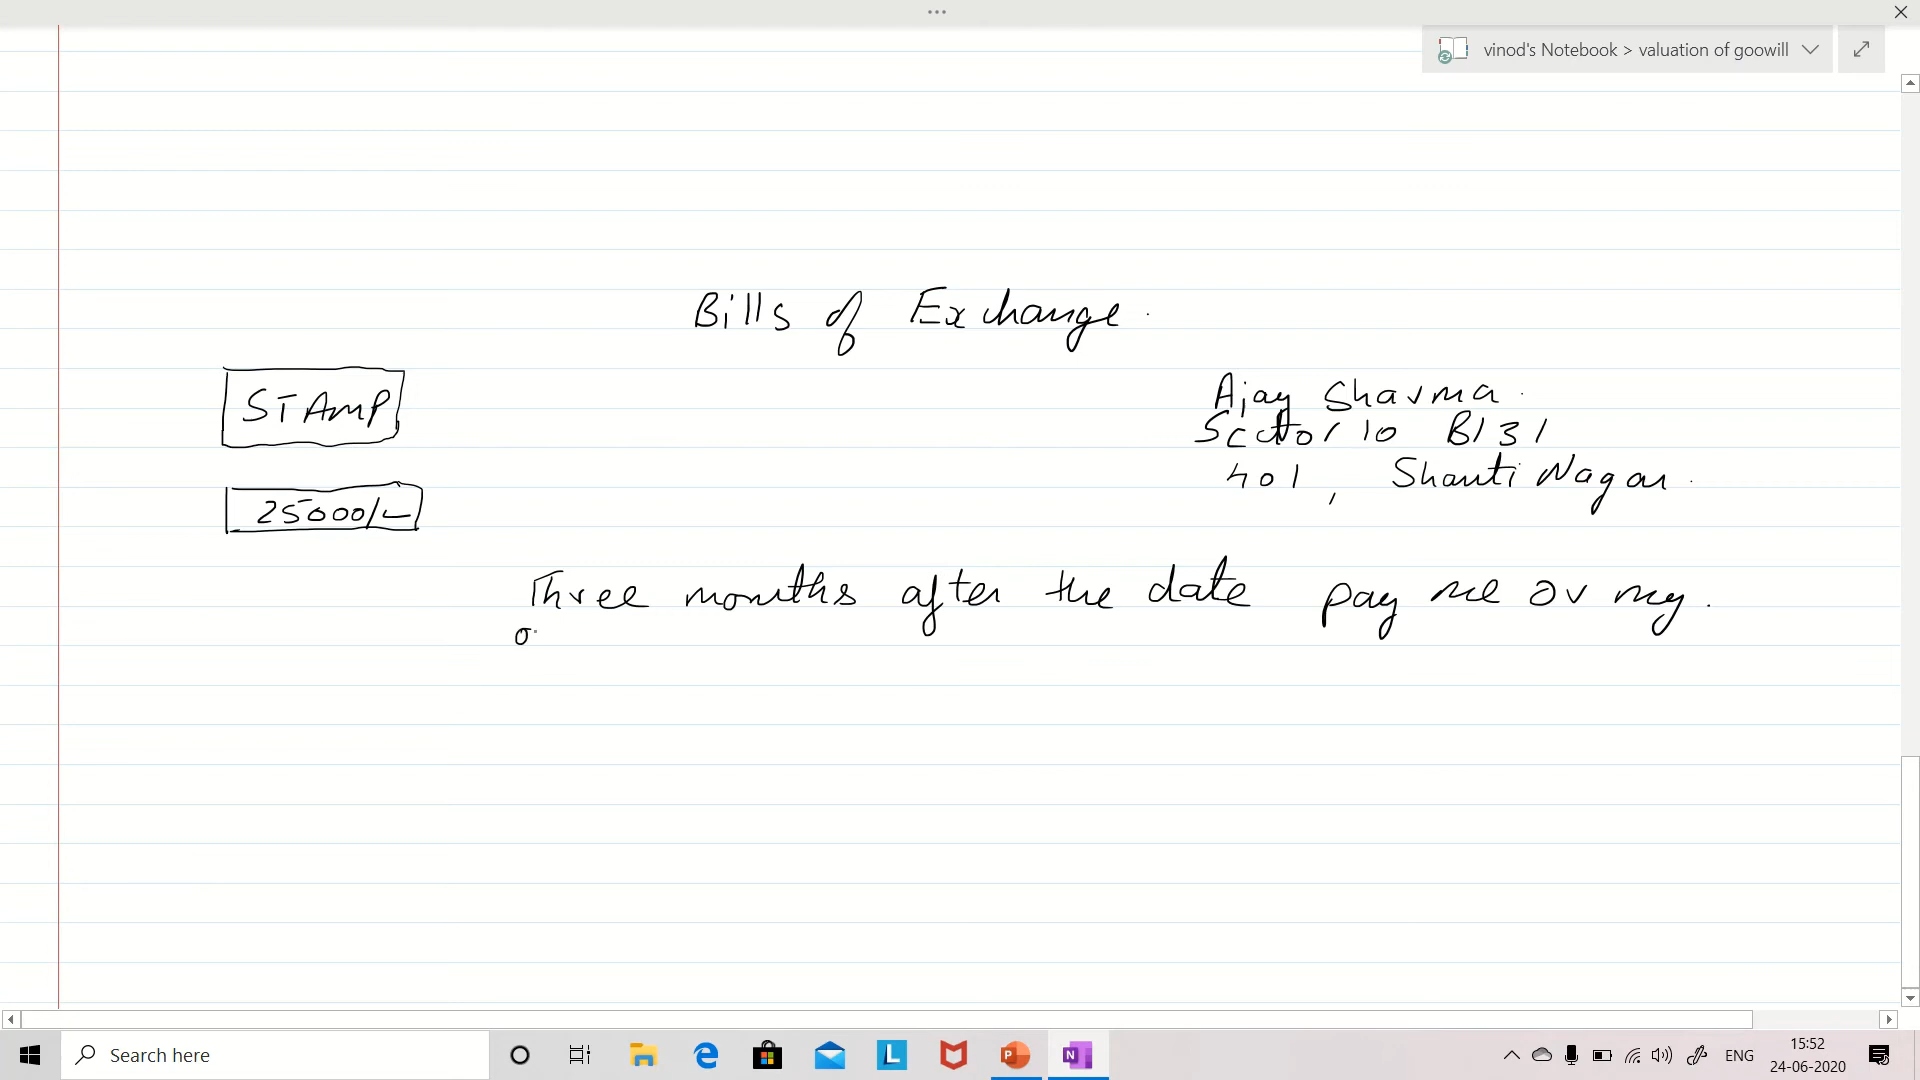 vinod's Notebook > valuation of goowill
Bills of Exchange.
STAMP
Ajay Sharma.
Sector 10 B131
401, Shanti Nagar.
25000/-
Three months after the date pay me or my.
o
Search here
ENG
15:52
24-06-2020